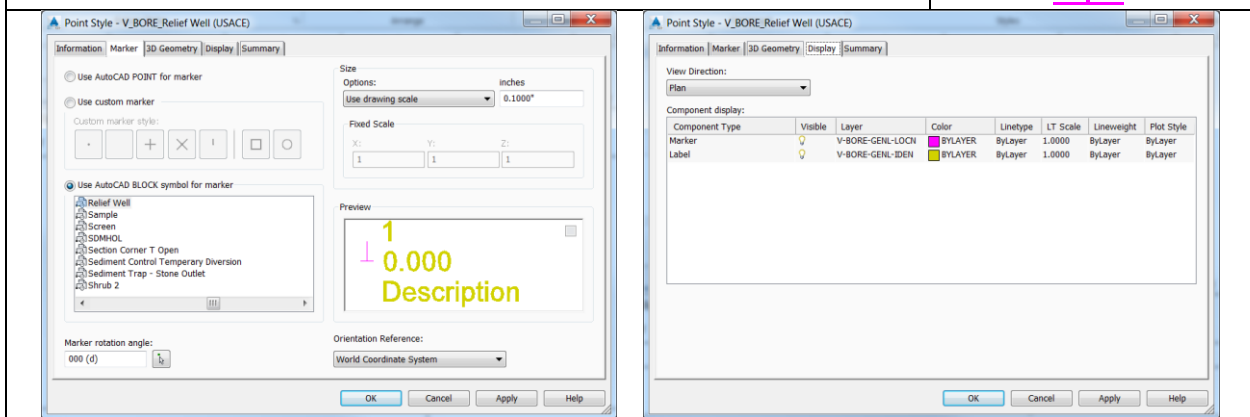 Point Style - V_BORE_Relief Well (USACE)
Information Marker 3D Geometry Display Summary
Use AutoCAD POINT for marker
Use custom marker
Custom marker style:
Use AutoCAD BLOCK symbol for marker
Relief Well
Sample
Screen
SDMHOL
Section Corner T Open
Sediment Control Temperary Diversion
Sediment Trap - Stone Outlet
Shrub 2
Marker rotation angle:
000 (d)
Size
Options: inches
Use drawing scale 0.1000"
Fixed Scale
X: Y: Z:
1 1 1
Preview
1
0.000
Description
Orientation Reference:
World Coordinate System
OK Cancel Apply Help
Point Style - V_BORE_Relief Well (USACE)
Information Marker 3D Geometry Display Summary
View Direction:
Plan
Component display:
Component Type Visible Layer Color Linetype LT Scale Lineweight Plot Style
Marker V-BORE-GENL-LOCN BYLAYER ByLayer 1.0000 ByLayer ByLayer
Label V-BORE-GENL-IDEN BYLAYER ByLayer 1.0000 ByLayer ByLayer
OK Cancel Apply Help